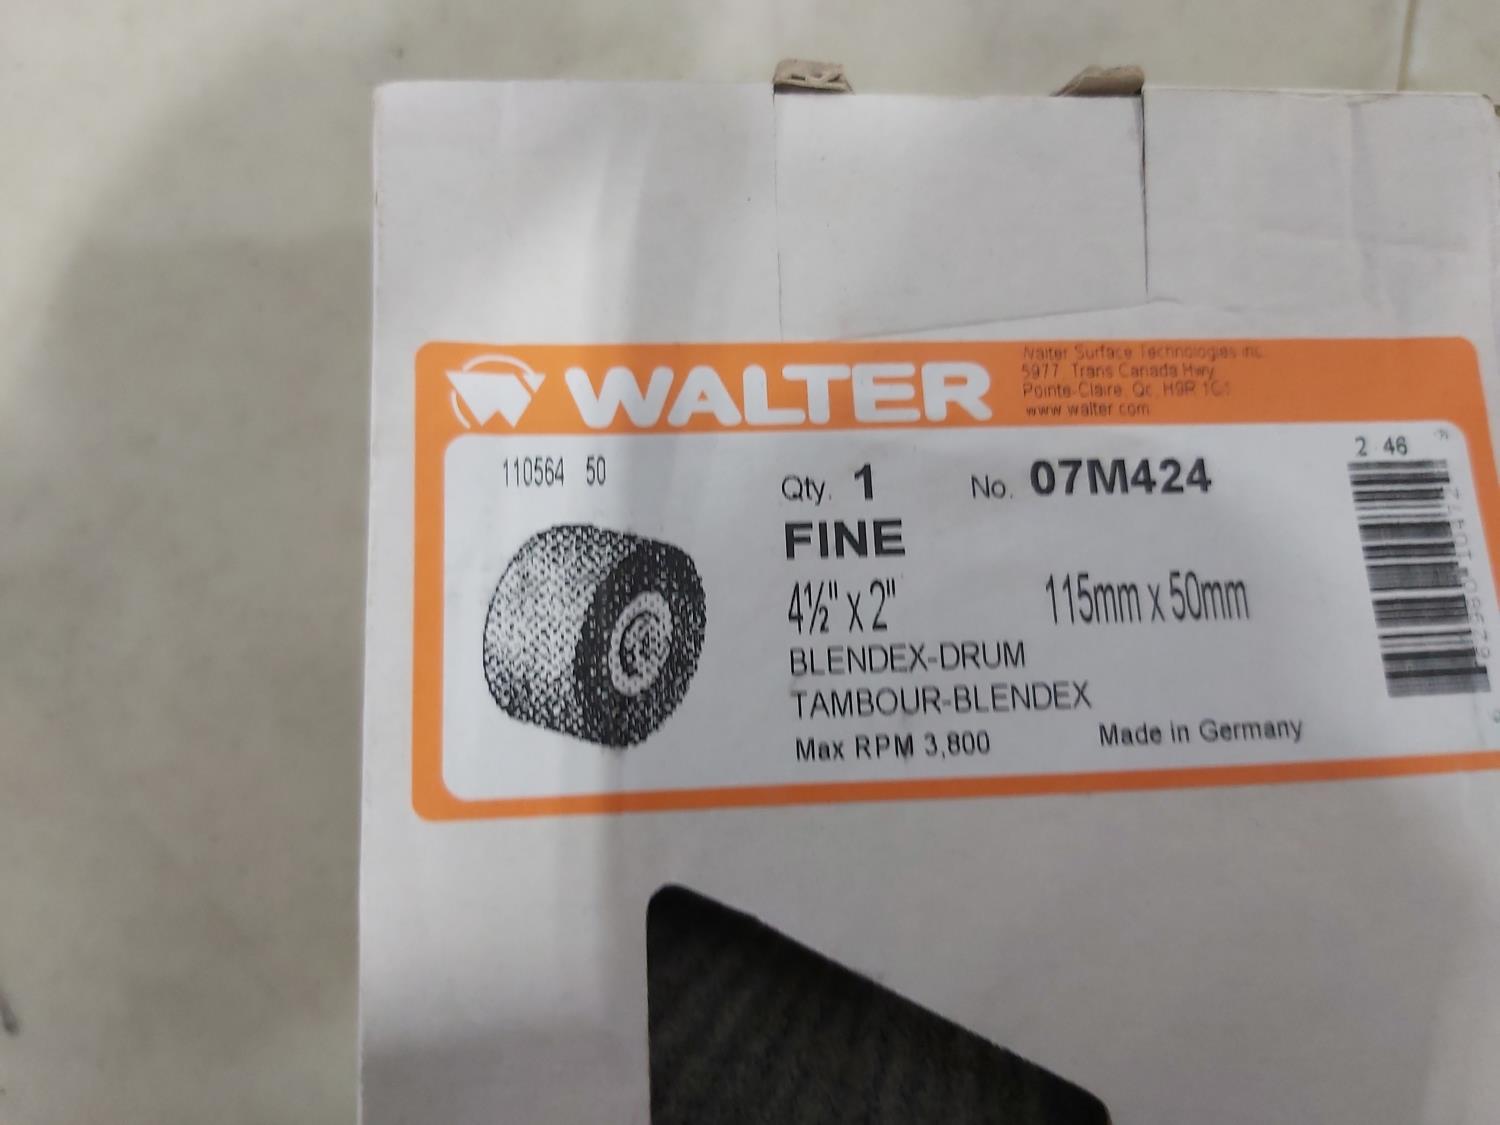 WALTER
Walter Surface Technologies inc.
5977, Trans Canada Hwy
Pointe-Claire, Qc, H9R 1C1
www.walter.com
110564 50
Qty. 1
No. 07M424
2 46
FINE
4½" x 2"
115mm x 50mm
BLENDEX-DRUM
TAMBOUR-BLENDEX
Max RPM 3,800
Made in Germany